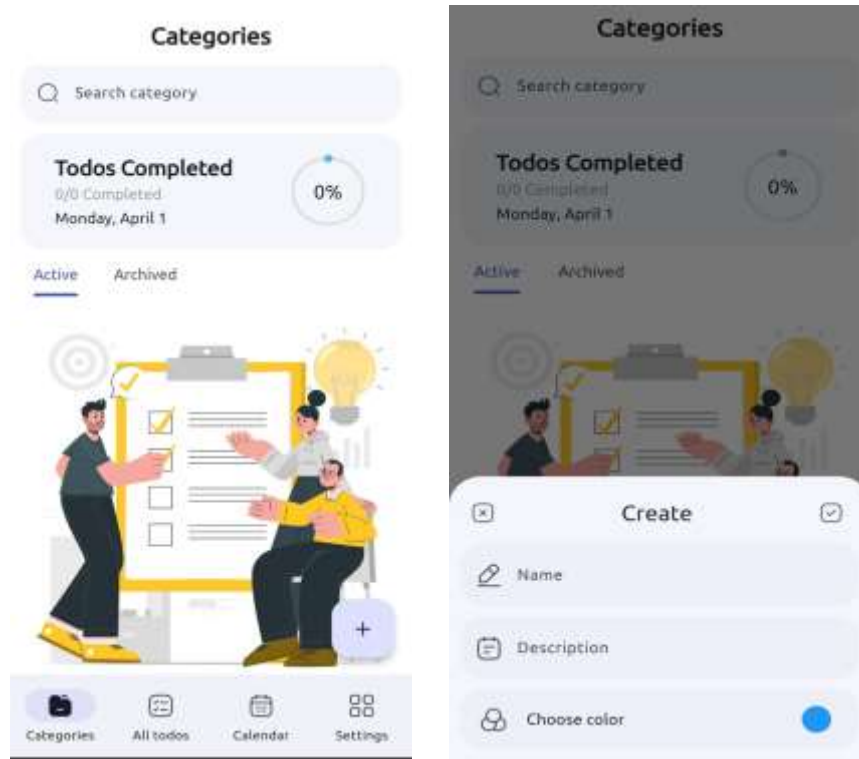 Categories
Search category
Todos Completed
0/0 Completed
0%
Monday, April 1
Active Archived
+
Categories All todos Calendar Settings
Categories
Search category
Todos Completed
0/0 Completed
0%
Monday, April 1
Active Archived
Create
Name
Description
Choose color